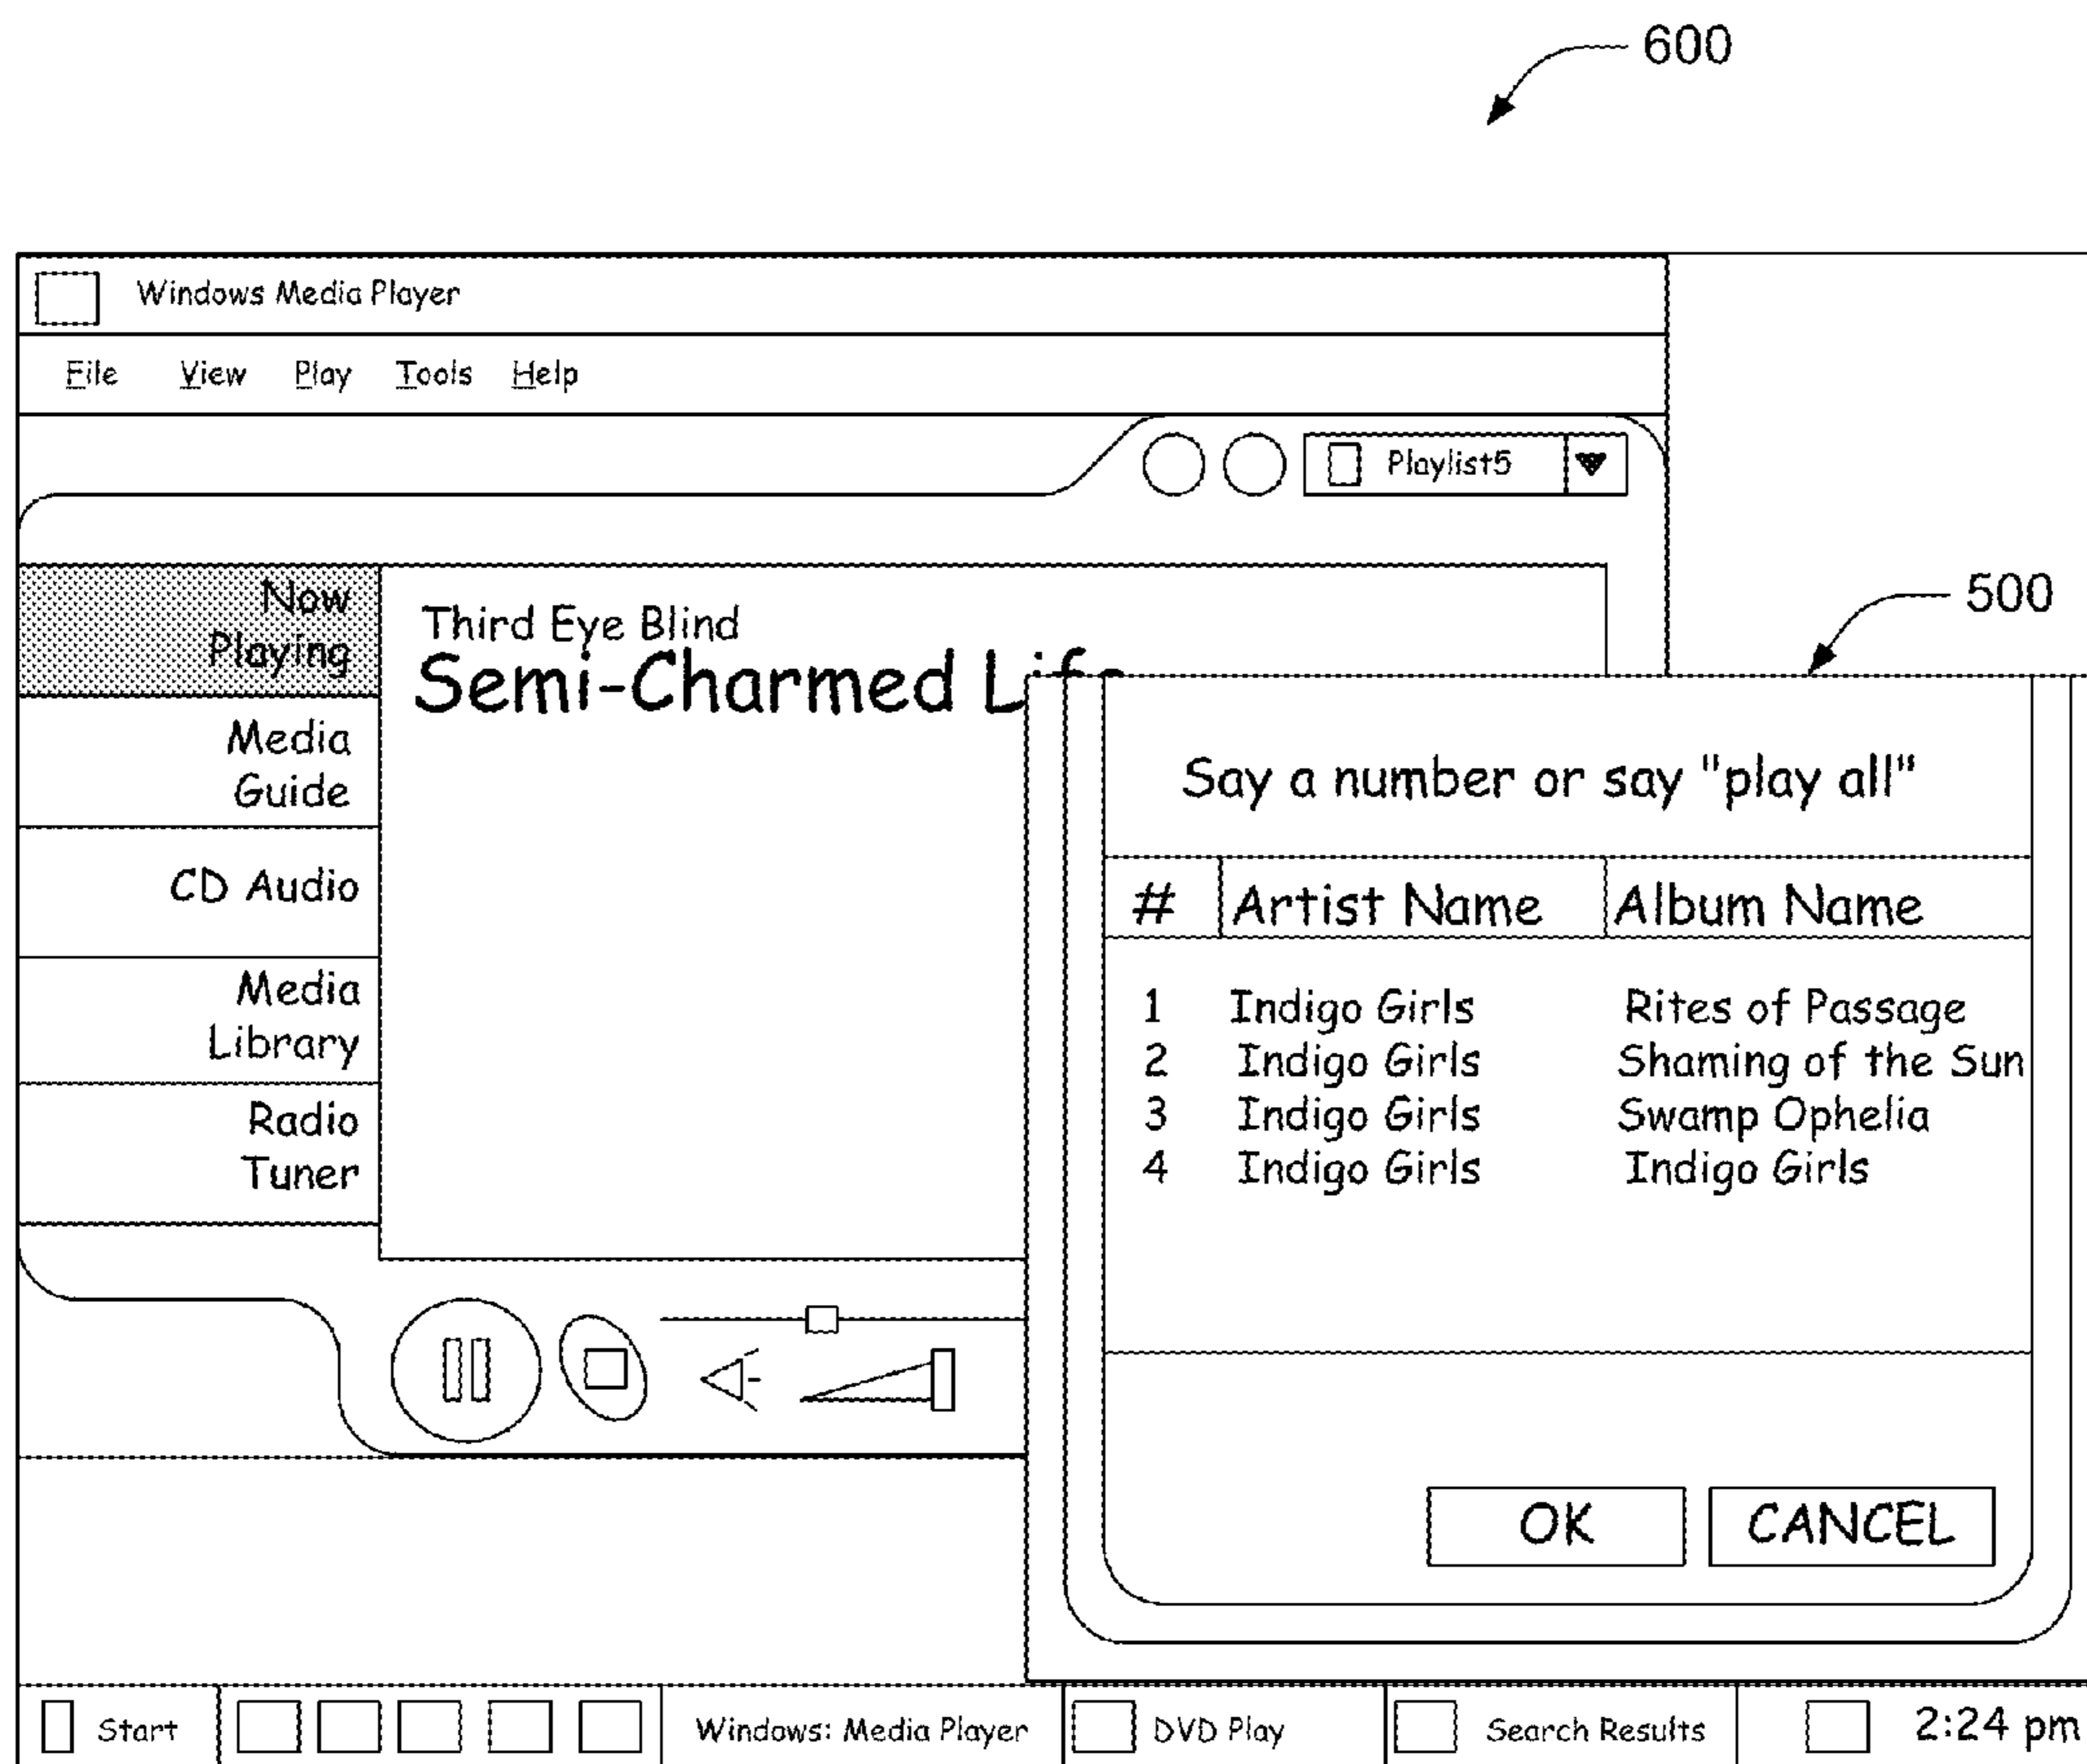 600
Windows Media Player
File View Play Tools Help
Playlist5
Now
Playing
Media
Guide
CD Audio
Media
Library
Radio
Tuner
Third Eye Blind
Semi-Charmed Life
500
Say a number or say "play all"
# Artist Name Album Name
1 Indigo Girls Rites of Passage
2 Indigo Girls Shaming of the Sun
3 Indigo Girls Swamp Ophelia
4 Indigo Girls Indigo Girls
OK CANCEL
Start Windows: Media Player DVD Play Search Results 2:24 pm